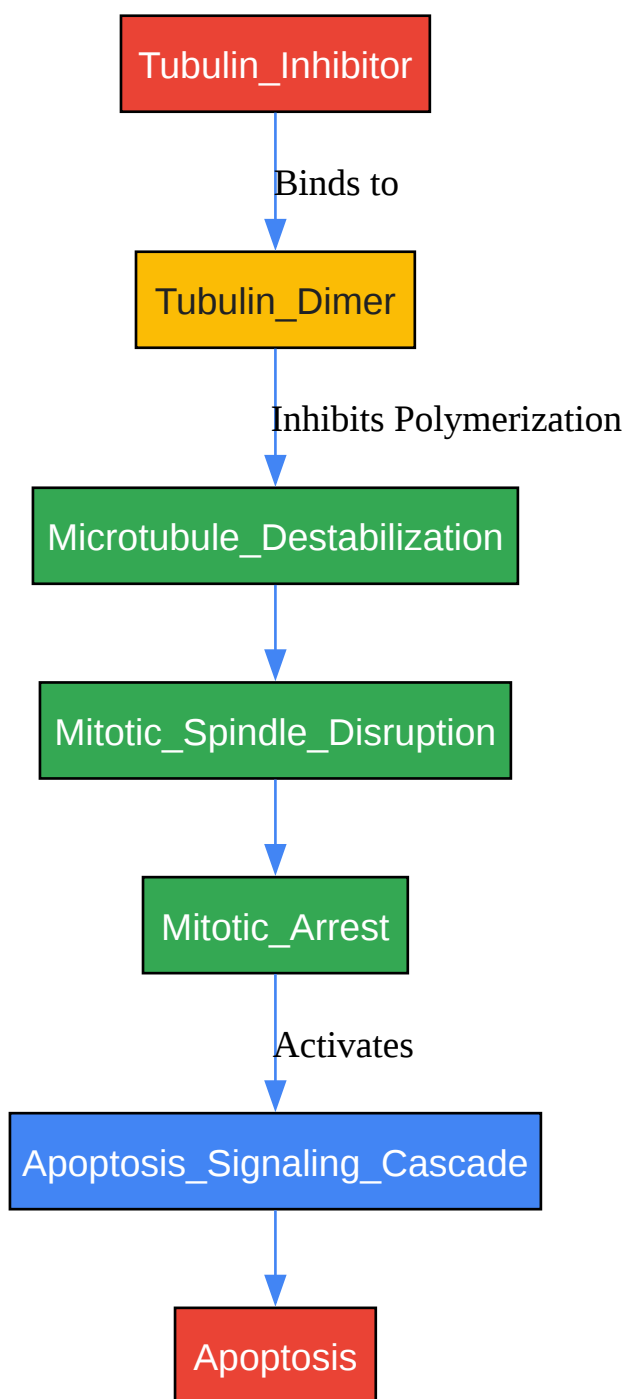 Tubulin_Inhibitor
Binds to
Tubulin_Dimer
Inhibits Polymerization
Microtubule_Destabilization
Mitotic_Spindle_Disruption
Mitotic_Arrest
Activates
Apoptosis_Signaling_Cascade
Apoptosis